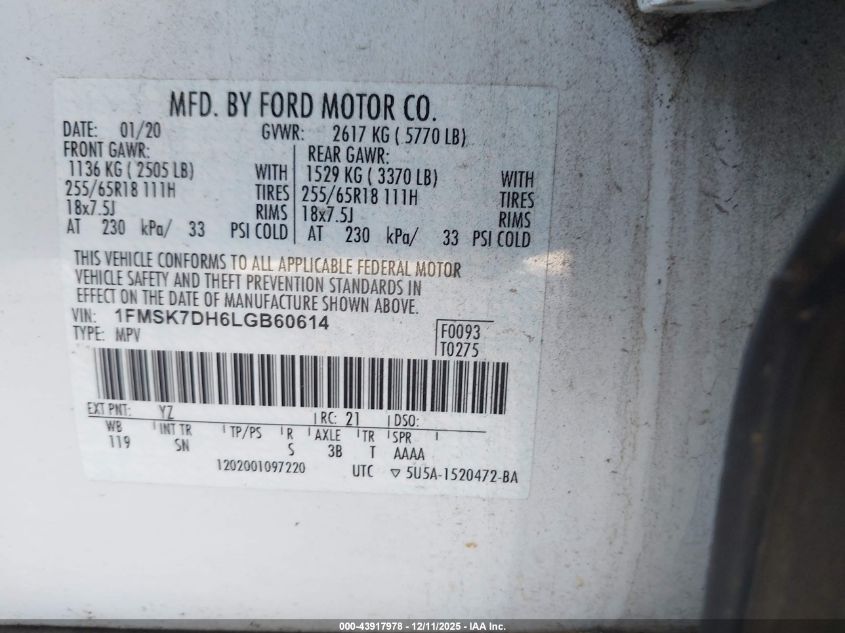 MFD. BY FORD MOTOR CO.
DATE: 01/20 GVWR: 2617 KG ( 5770 LB)
FRONT GAWR: REAR GAWR:
1136 KG ( 2505 LB) WITH 1529 KG ( 3370 LB) WITH
255/65R18 111H TIRES 255/65R18 111H TIRES
18x7.5J RIMS 18x7.5J RIMS
AT 230 kPa/ 33 PSI COLD AT 230 kPa/ 33 PSI COLD
THIS VEHICLE CONFORMS TO ALL APPLICABLE FEDERAL MOTOR
VEHICLE SAFETY AND THEFT PREVENTION STANDARDS IN
EFFECT ON THE DATE OF MANUFACTURE SHOWN ABOVE.
VIN: 1FMSK7DH6LGB60614 F0093
TYPE: MPV T0275
EXT PNT: YZ RC: 21 DSO:
WB INT TR TP/PS R AXLE TR SPR
119 SN S 3B T AAAA
1202001097220 UTC ▽ 5U5A-1520472-BA
000-43917978 - 12/11/2025 - IAA Inc.